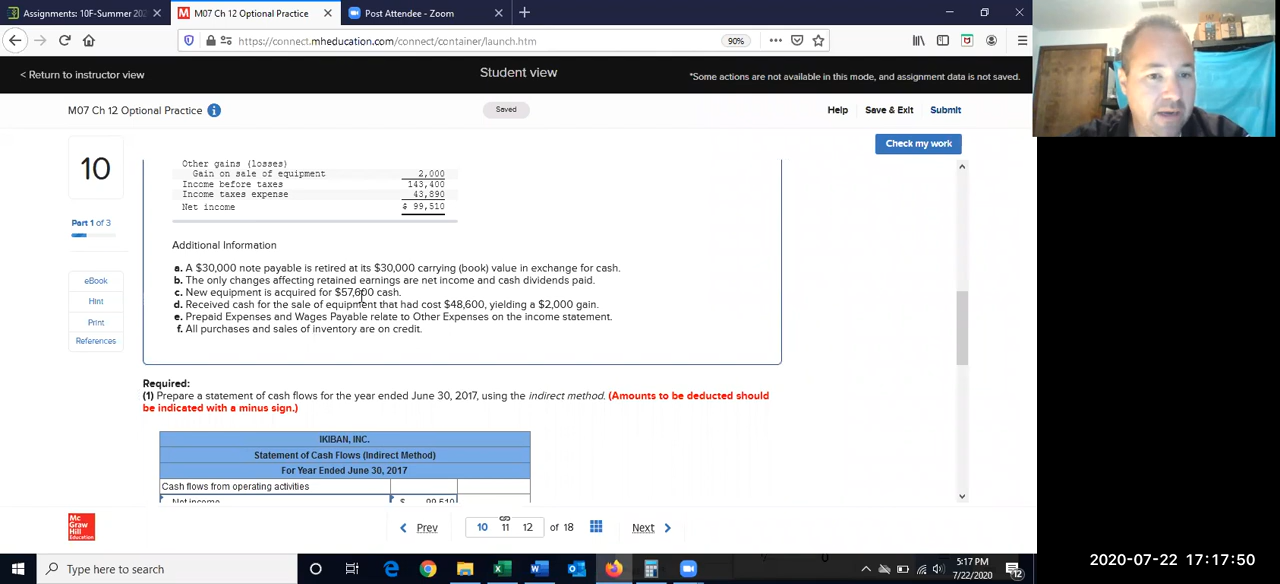 Assignments: 10F-Summer 202
M07 Ch 12 Optional Practice
Post Attendee - Zoom
https://connect.mheducation.com/connect/container/launch.htm
90%
< Return to instructor view
Student view
*Some actions are not available in this mode, and assignment data is not saved.
M07 Ch 12 Optional Practice
Saved
Help
Save & Exit
Submit
Check my work
10
Part 1 of 3
eBook
Hint
Print
References
Other gains (losses)
Gain on sale of equipment 2,000
Income before taxes 143,400
Income taxes expense 43,890
Net income $ 99,510
Additional Information
a. A $30,000 note payable is retired at its $30,000 carrying (book) value in exchange for cash.
b. The only changes affecting retained earnings are net income and cash dividends paid.
c. New equipment is acquired for $57,600 cash.
d. Received cash for the sale of equipment that had cost $48,600, yielding a $2,000 gain.
e. Prepaid Expenses and Wages Payable relate to Other Expenses on the income statement.
f. All purchases and sales of inventory are on credit.
Required:
(1) Prepare a statement of cash flows for the year ended June 30, 2017, using the indirect method. (Amounts to be deducted should
be indicated with a minus sign.)
IKIBAN, INC.
Statement of Cash Flows (Indirect Method)
For Year Ended June 30, 2017
Cash flows from operating activities
Net income $ 99,510
Mc
Graw
Hill
Education
< Prev
10 11 12 of 18
Next >
Type here to search
5:17 PM
7/22/2020
12
2020-07-22 17:17:50